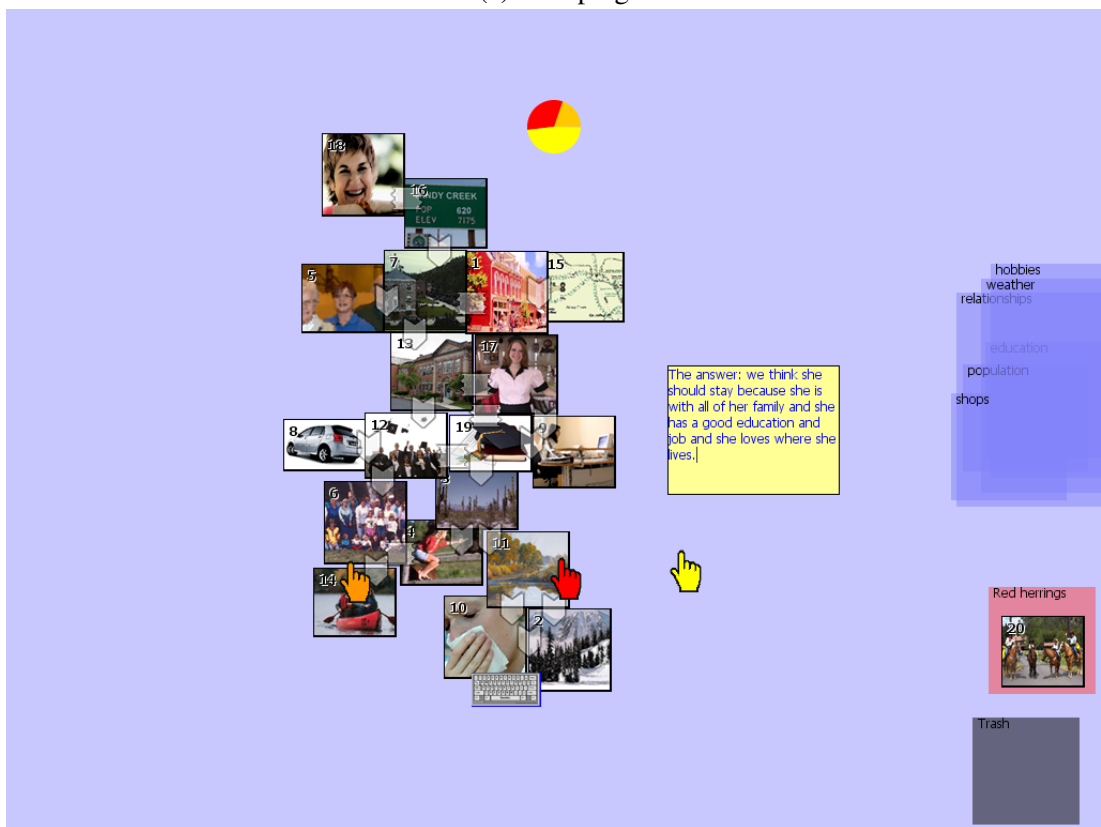 18
16
NDY CREEK
POP 620
ELEV 7175
5
7
1
15
hobbies
weather
relationships
13
17
education
population
shops
The answer: we think she
should stay because she is
with all of her family and she
has a good education and
job and she loves where she
lives.
8
12
19
9
6
3
4
11
14
10
2
Red herrings
20
Trash